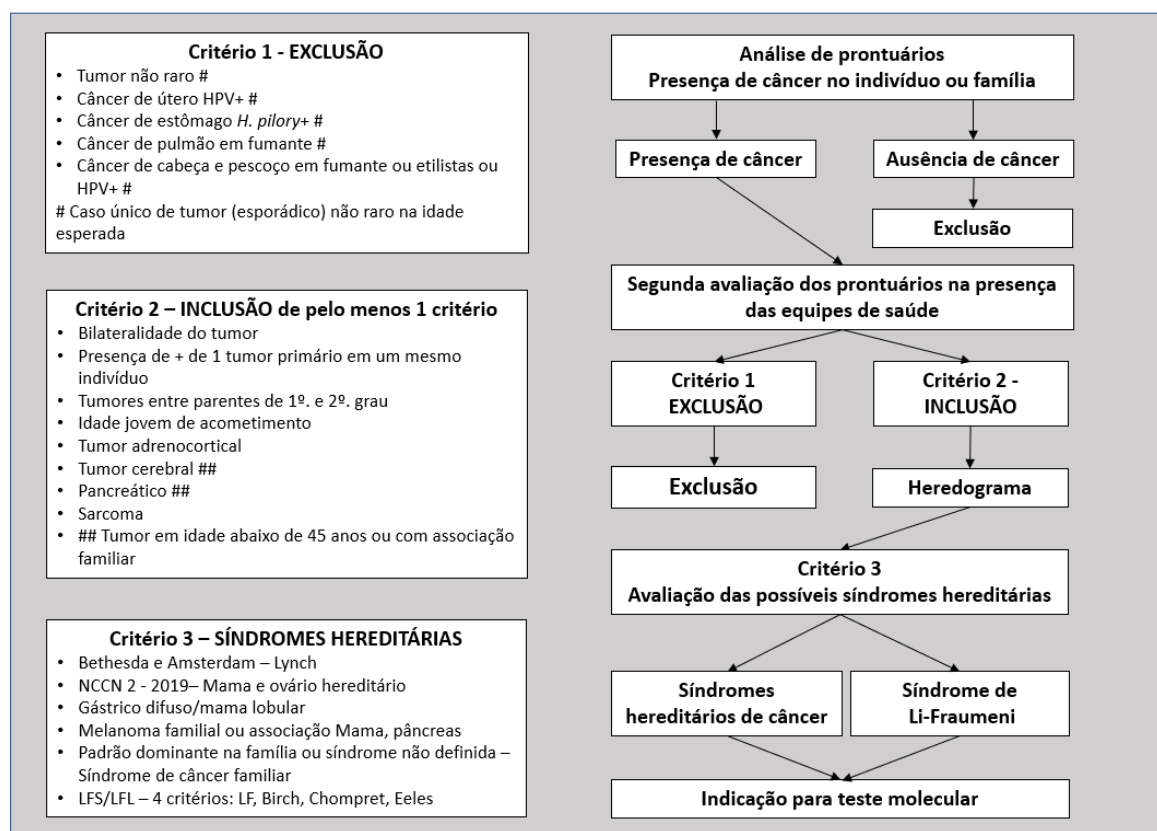 Critério 1 - EXCLUSÃO
• Tumor não raro #
• Câncer de útero HPV+ #
• Câncer de estômago H. pilory+ #
• Câncer de pulmão em fumante #
• Câncer de cabeça e pescoço em fumante ou etilistas ou
HPV+ #
# Caso único de tumor (esporádico) não raro na idade
esperada
Critério 2 – INCLUSÃO de pelo menos 1 critério
• Bilateralidade do tumor
• Presença de + de 1 tumor primário em um mesmo
indivíduo
• Tumores entre parentes de 1º. e 2º. grau
• Idade jovem de acometimento
• Tumor adrenocortical
• Tumor cerebral ##
• Pancreático ##
• Sarcoma
• ## Tumor em idade abaixo de 45 anos ou com associação
familiar
Critério 3 – SÍNDROMES HEREDITÁRIAS
• Bethesda e Amsterdam – Lynch
• NCCN 2 - 2019– Mama e ovário hereditário
• Gástrico difuso/mama lobular
• Melanoma familial ou associação Mama, pâncreas
• Padrão dominante na família ou síndrome não definida –
Síndrome de câncer familiar
• LFS/LFL – 4 critérios: LF, Birch, Chompret, Eeles
Análise de prontuários
Presença de câncer no indivíduo ou família
Presença de câncer
Ausência de câncer
Exclusão
Segunda avaliação dos prontuários na presença
das equipes de saúde
Critério 1
EXCLUSÃO
Critério 2 -
INCLUSÃO
Exclusão
Heredograma
Critério 3
Avaliação das possíveis síndromes hereditárias
Síndromes
hereditários de câncer
Síndrome de
Li-Fraumeni
Indicação para teste molecular